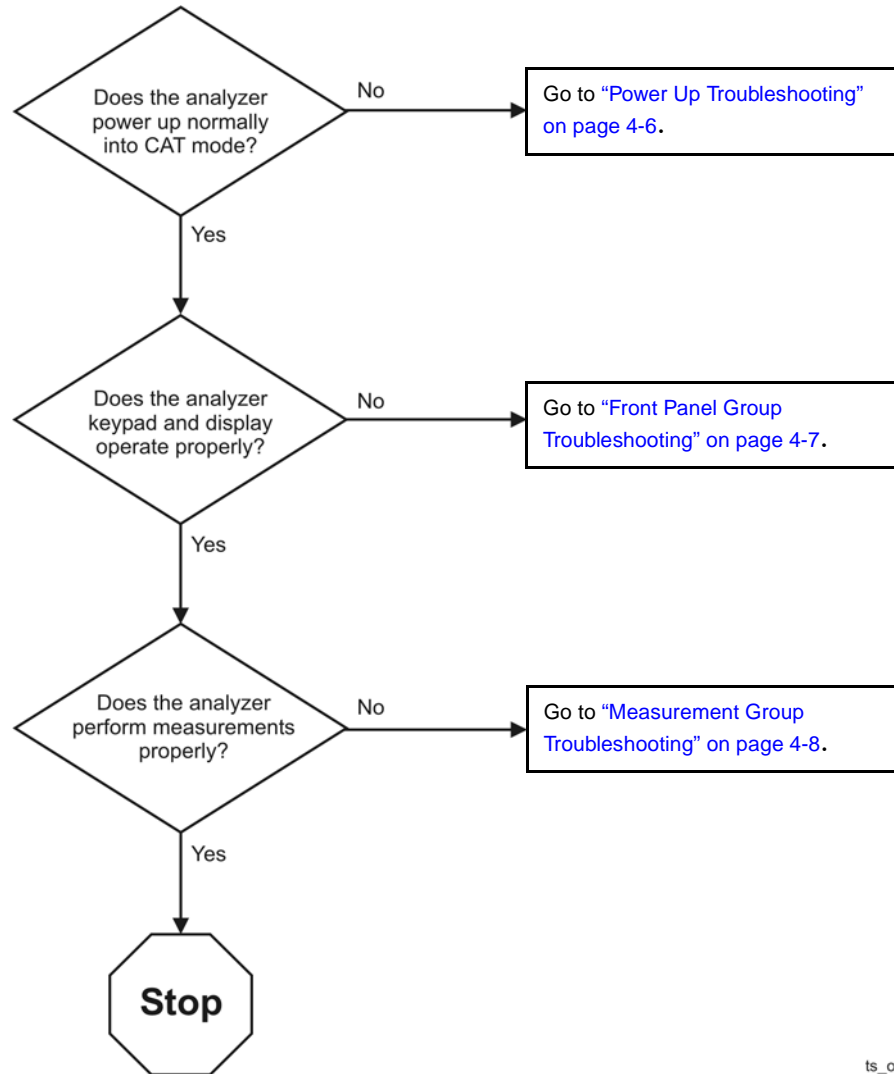 Does the analyzer
power up normally
into CAT mode?
No
Go to “Power Up Troubleshooting”
on page 4-6.
Yes
Does the analyzer
keypad and display
operate properly?
No
Go to “Front Panel Group
Troubleshooting” on page 4-7.
Yes
Does the analyzer
perform measurements
properly?
No
Go to “Measurement Group
Troubleshooting” on page 4-8.
Yes
Stop